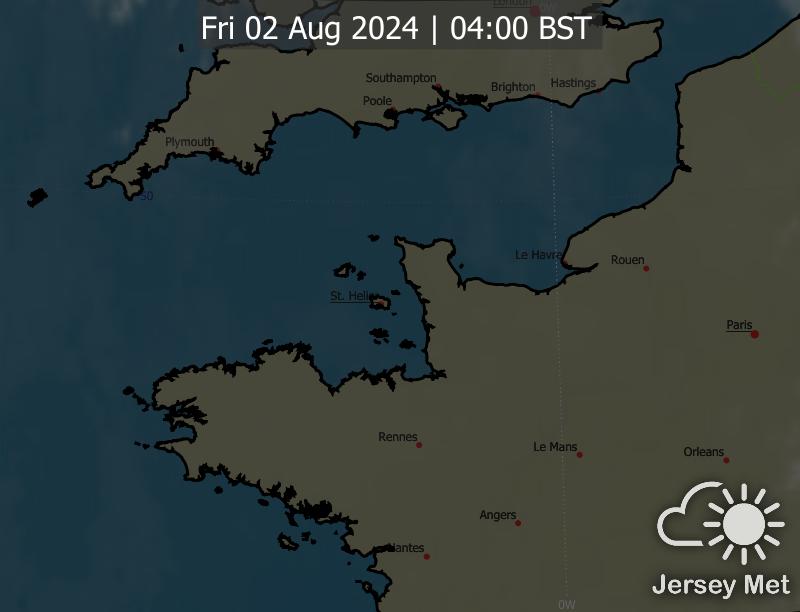 London
Fri 02 Aug 2024 | 04:00 BST
Southampton
Brighton
Hastings
Poole
Plymouth
50
Le Havre
Rouen
St. Helier
Paris
Rennes
Le Mans
Orleans
Angers
Nantes
Jersey Met
0W